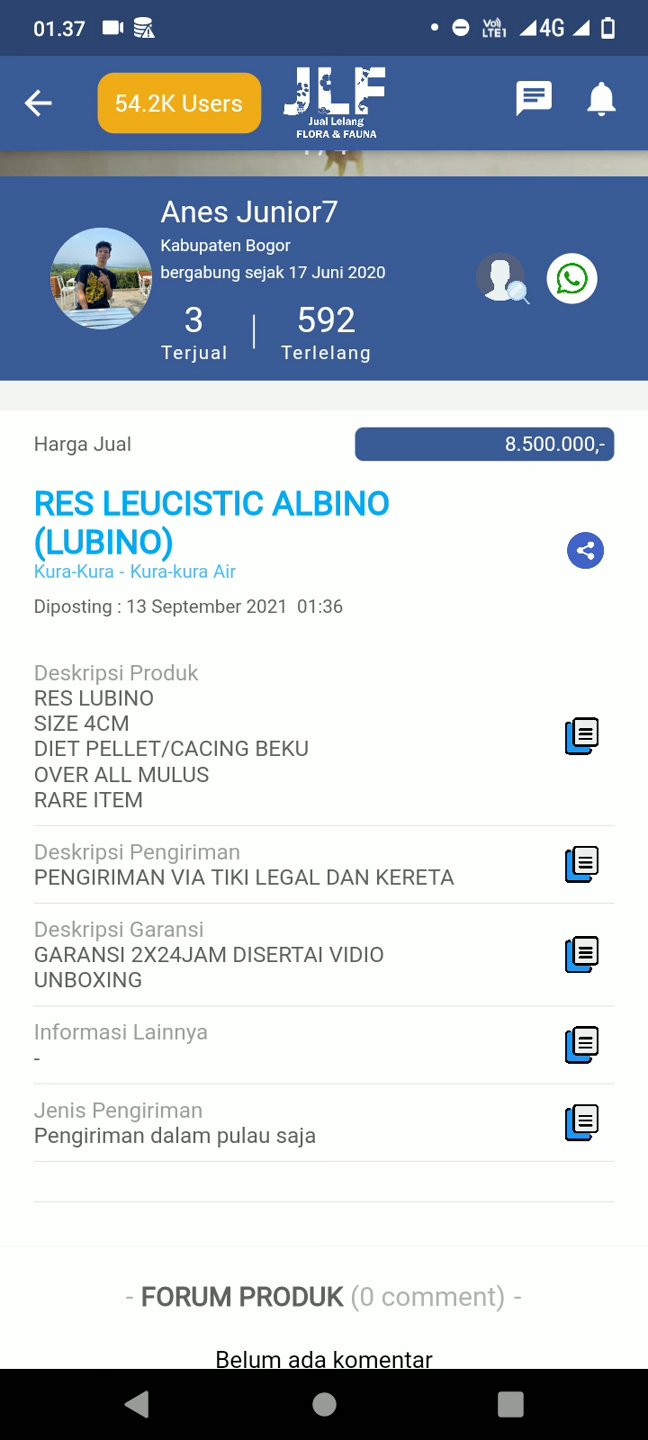 01.37
Vo)) LTE1 4G
54.2K Users
JLF
Jual Lelang
FLORA & FAUNA
Anes Junior7
Kabupaten Bogor
bergabung sejak 17 Juni 2020
3 592
Terjual Terlelang
Harga Jual 8.500.000,-
RES LEUCISTIC ALBINO
(LUBINO)
Kura-Kura - Kura-kura Air
Diposting : 13 September 2021 01:36
Deskripsi Produk
RES LUBINO
SIZE 4CM
DIET PELLET/CACING BEKU
OVER ALL MULUS
RARE ITEM
Deskripsi Pengiriman
PENGIRIMAN VIA TIKI LEGAL DAN KERETA
Deskripsi Garansi
GARANSI 2X24JAM DISERTAI VIDIO
UNBOXING
Informasi Lainnya
-
Jenis Pengiriman
Pengiriman dalam pulau saja
- FORUM PRODUK (0 comment) -
Belum ada komentar